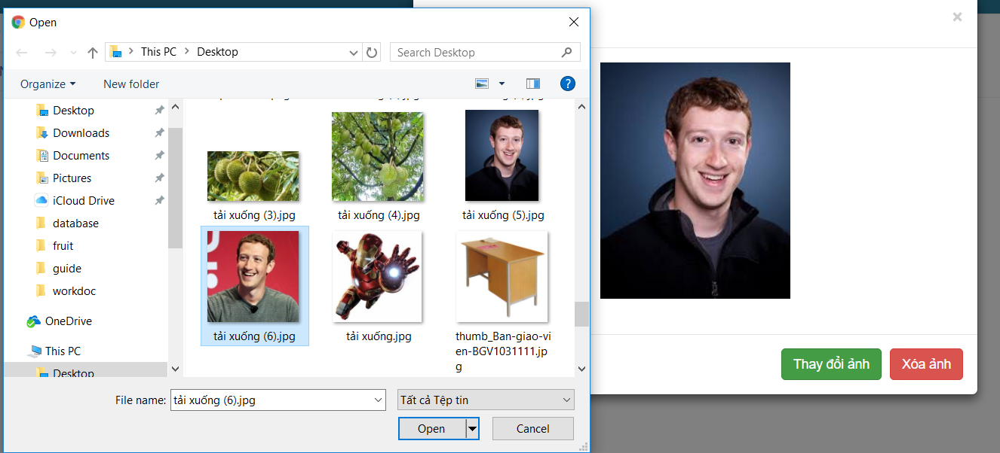 Open
×
This PC
Desktop
Search Desktop
Organize
New folder
?
Desktop
Downloads
Documents
Pictures
iCloud Drive
database
fruit
guide
workdoc
OneDrive
This PC
Desktop
tải xuống (3).jpg
tải xuống (4).jpg
tải xuống (5).jpg
tải xuống (6).jpg
tải xuống.jpg
thumb_Ban-giao-vi
en-BGV1031111.jp
g
File name:
tải xuống (6).jpg
Tất cả Tệp tin
Open
Cancel
Thay đổi ảnh
Xóa ảnh